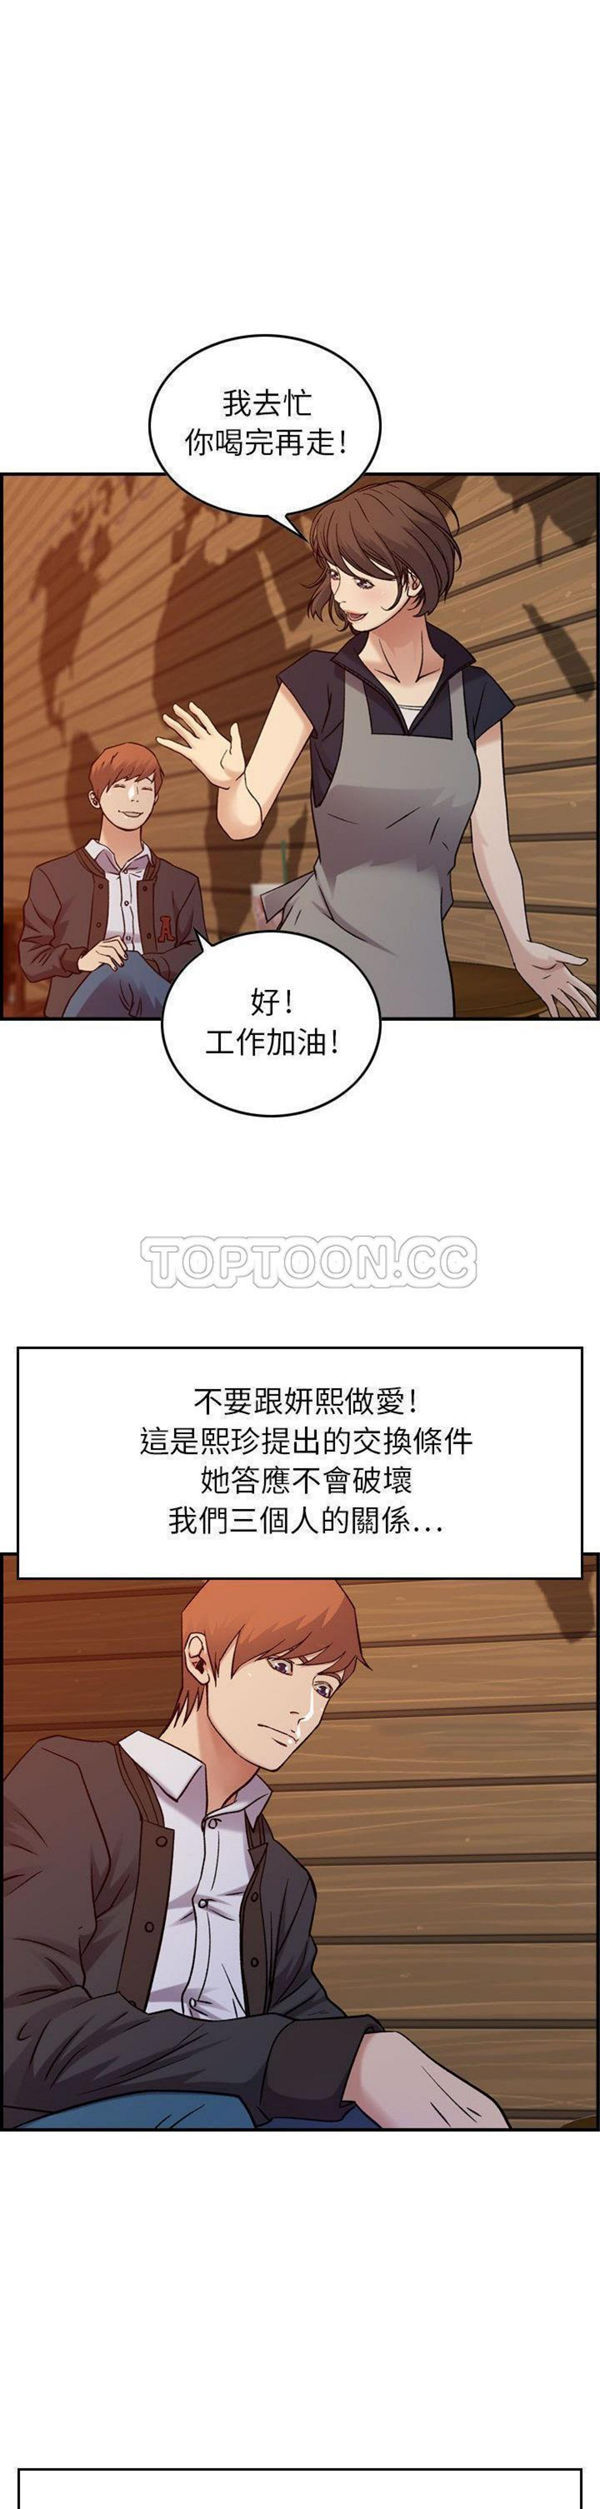 我去忙
你喝完再走!
好!
工作加油!
TOPTOON.CC
不要跟妍熙做愛!
這是熙珍提出的交換條件
她答應不會破壞
我們三個人的關係...
A